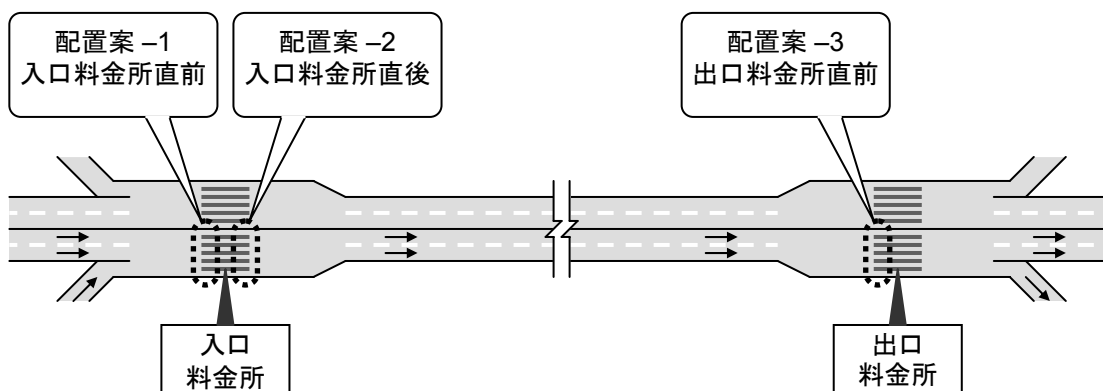 配置案 –1
入口料金所直前
配置案 –2
入口料金所直後
配置案 –3
出口料金所直前
入口
料金所
出口
料金所